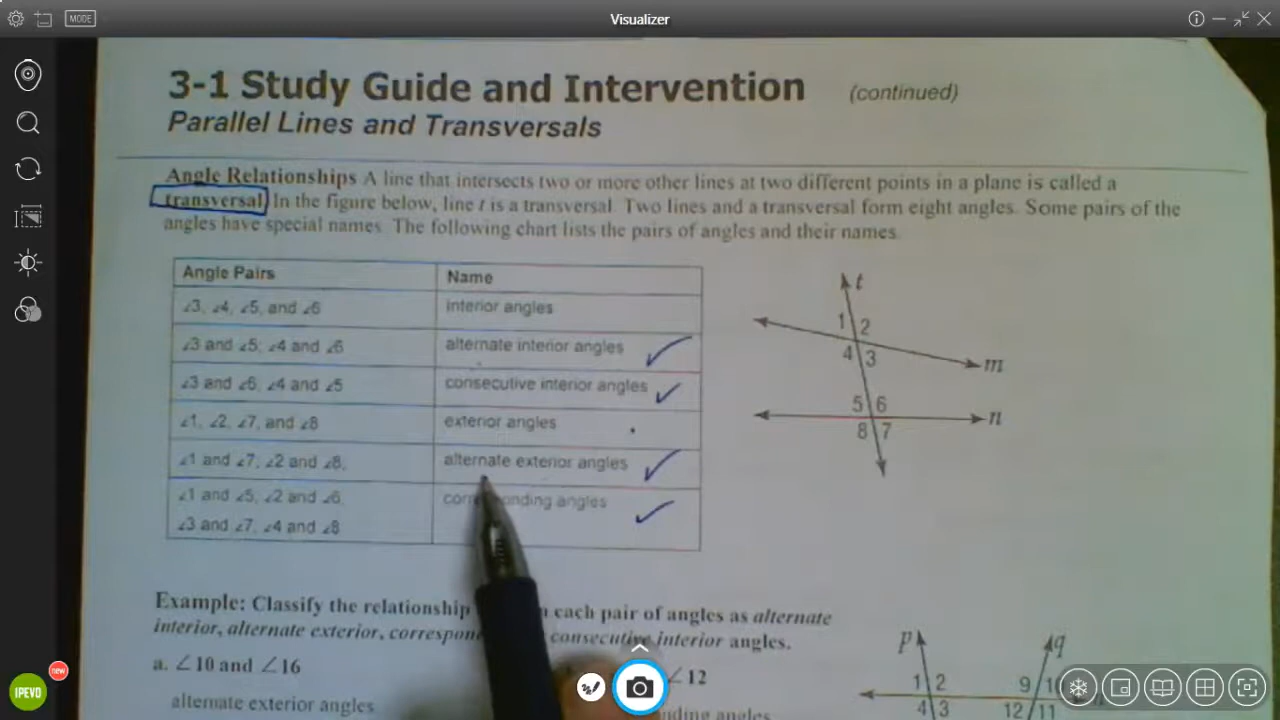 MODE
Visualizer
3-1 Study Guide and Intervention (continued)
Parallel Lines and Transversals
Angle Relationships A line that intersects two or more other lines at two different points in a plane is called a
transversal. In the figure below, line t is a transversal. Two lines and a transversal form eight angles. Some pairs of the
angles have special names. The following chart lists the pairs of angles and their names.
Angle Pairs Name
∠3, ∠4, ∠5, and ∠6 interior angles
∠3 and ∠5; ∠4 and ∠6 alternate interior angles
∠3 and ∠6; ∠4 and ∠5 consecutive interior angles
∠1, ∠2, ∠7, and ∠8 exterior angles
∠1 and ∠7; ∠2 and ∠8, alternate exterior angles
∠1 and ∠5; ∠2 and ∠6; corresponding angles
∠3 and ∠7; ∠4 and ∠8
t
1 2
4 3
m
5 6
n
8 7
Example: Classify the relationship each pair of angles as alternate
interior, alternate exterior, consecutive interior angles.
a. ∠10 and ∠16 ∠12
alternate exterior angles
p q
1 2 9
4 3 12 11
new
IPEVO